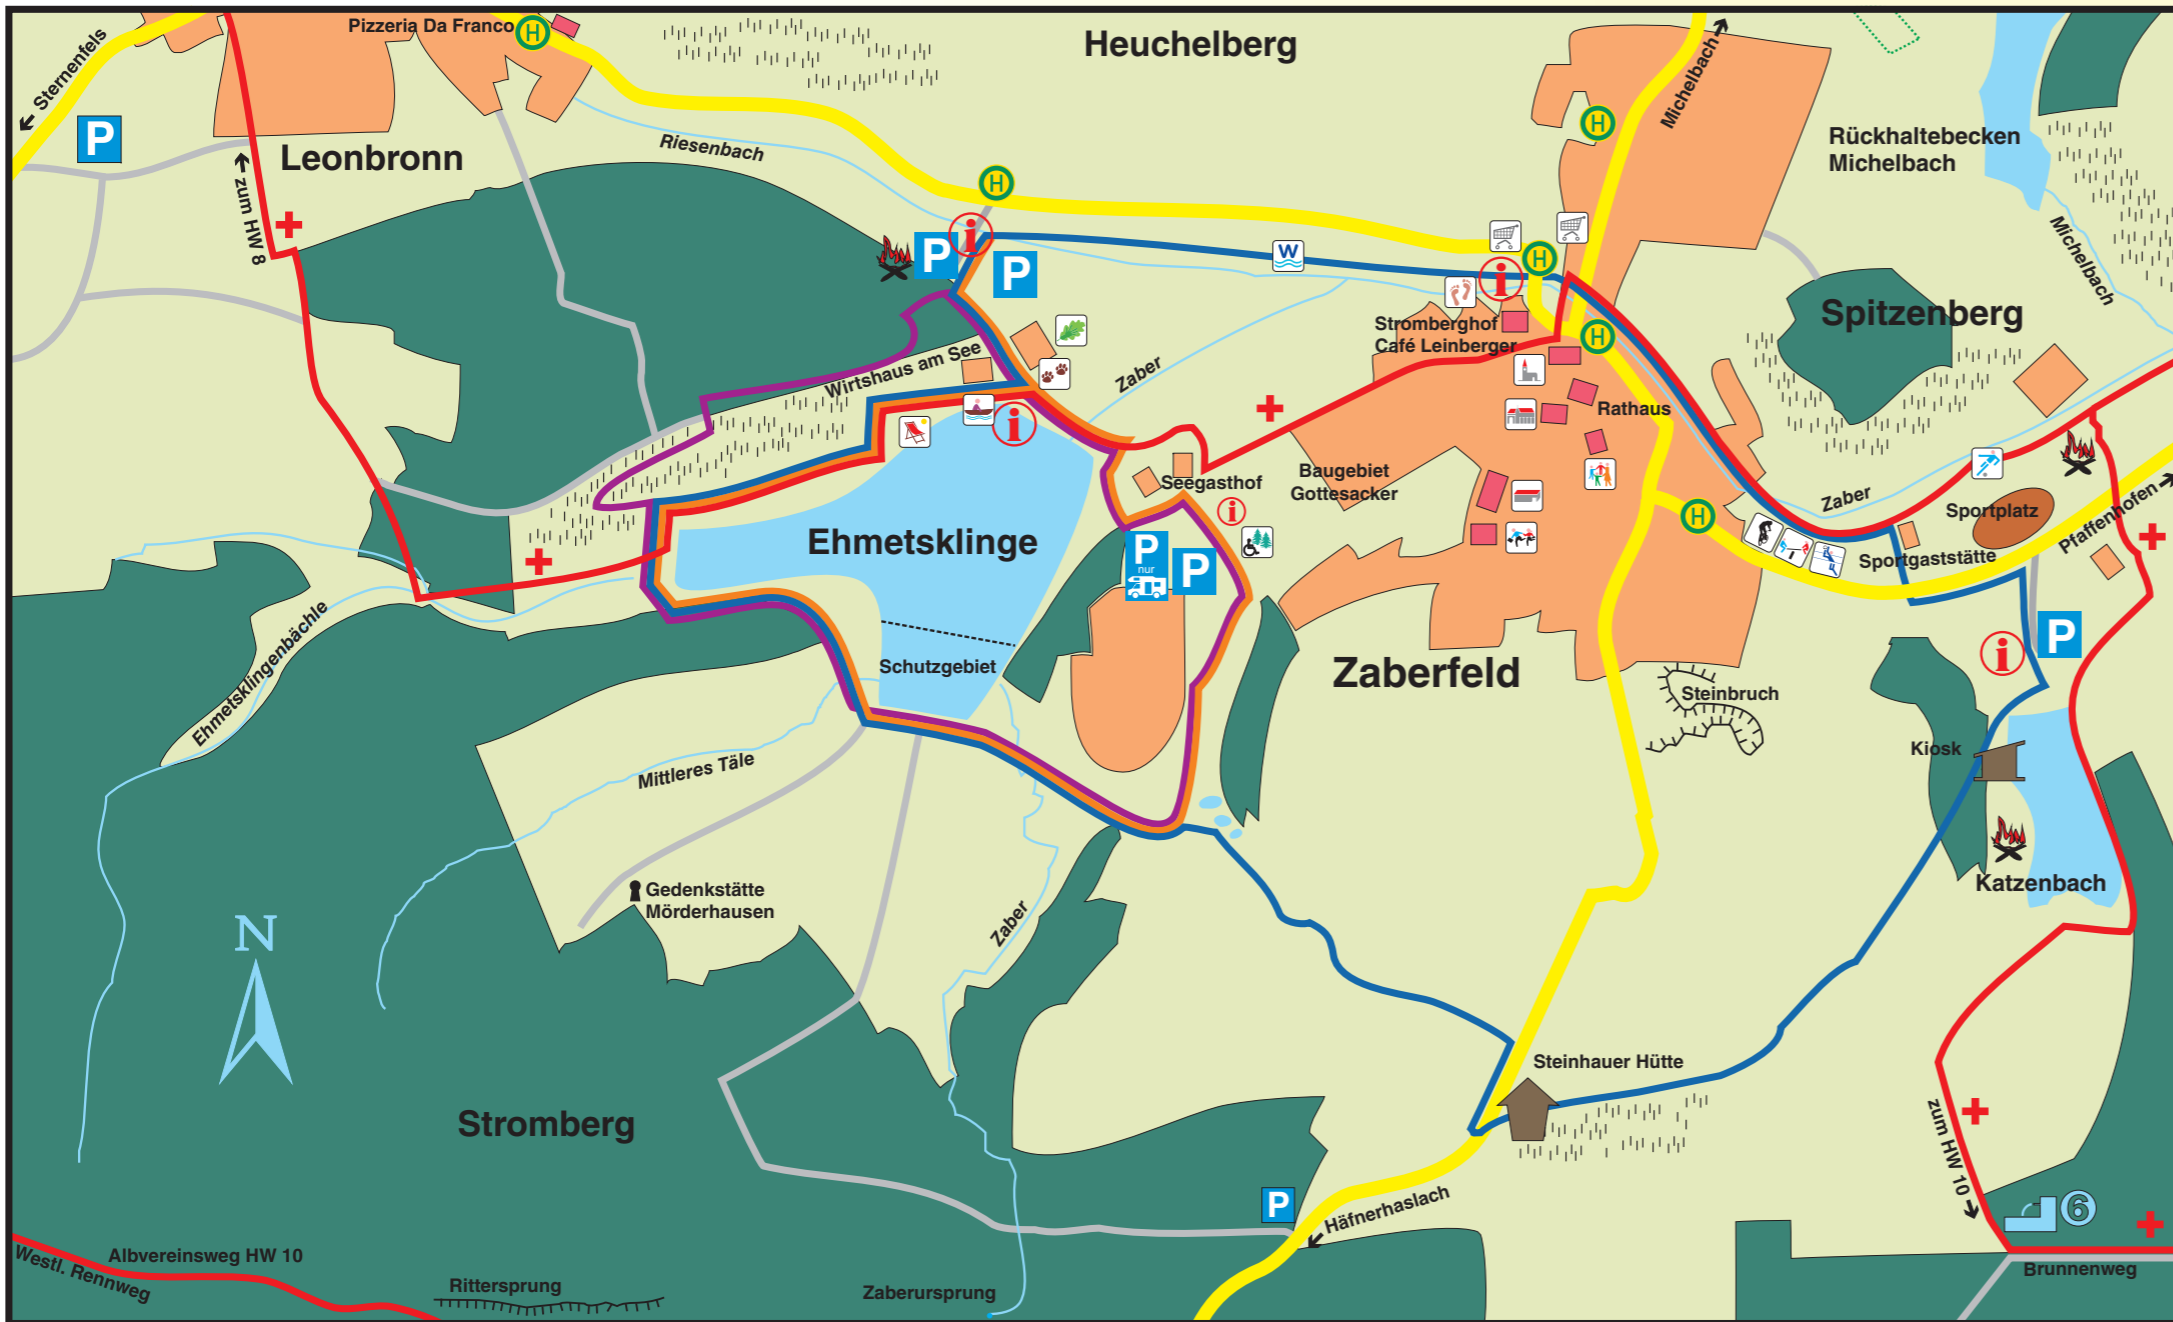 Sternenfels
P
Pizzeria Da Franco
H
Heuchelberg
Michelbach
H
Rückhaltebecken
Michelbach
Leonbronn
zum HW 8
Riesenbach
H
i
P
P
W
H
i
Michelbach
Spitzenberg
Stromberghof
Café Leinberger
H
Wirtshaus am See
Zaber
i
Rathaus
Baugebiet
Gottesacker
Seegasthof
i
Ehmetsklinge
P
nur
P
H
Zaber
Sportplatz
Sportgaststätte
Pfaffenhofen
Ehmetsklingenbächle
Schutzgebiet
Zaberfeld
Steinbruch
i
P
Kiosk
Mittleres Täle
Gedenkstätte
Mörderhausen
Zaber
Katzenbach
N
Steinhauer Hütte
Stromberg
zum HW 10
P
Häfnerhaslach
6
Albvereinsweg HW 10
Westl. Rennweg
Rittersprung
Zaberursprung
Brunnenweg